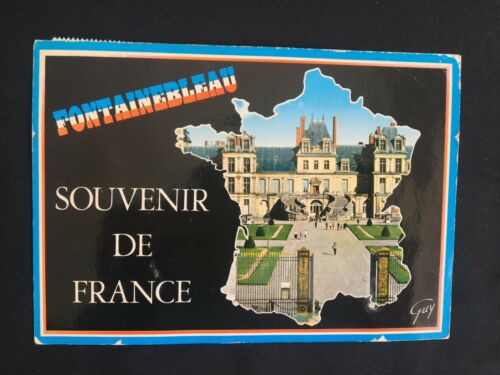 FONTAINEBLEAU
SOUVENIR
DE
FRANCE
Guy